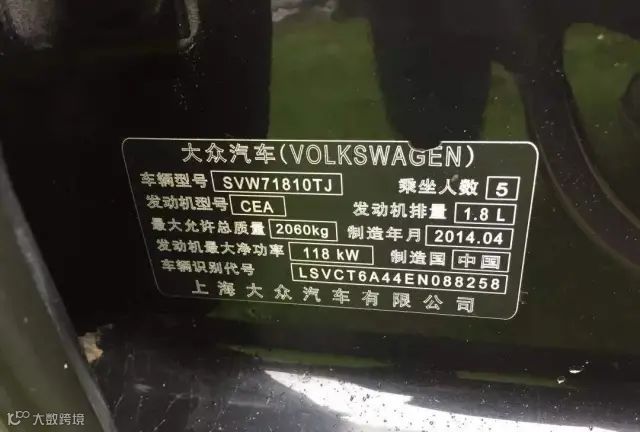 大众汽车(VOLKSWAGEN)
车辆型号 SVW71810TJ 乘坐人数 5
发动机型号 CEA 发动机排量 1.8 L
最大允许总质量 2060kg 制造年月 2014.04
发动机最大净功率 118 kW 制造国 中国
车辆识别代号 LSVCT6A44EN088258
上海大众汽车有限公司
大数跨境